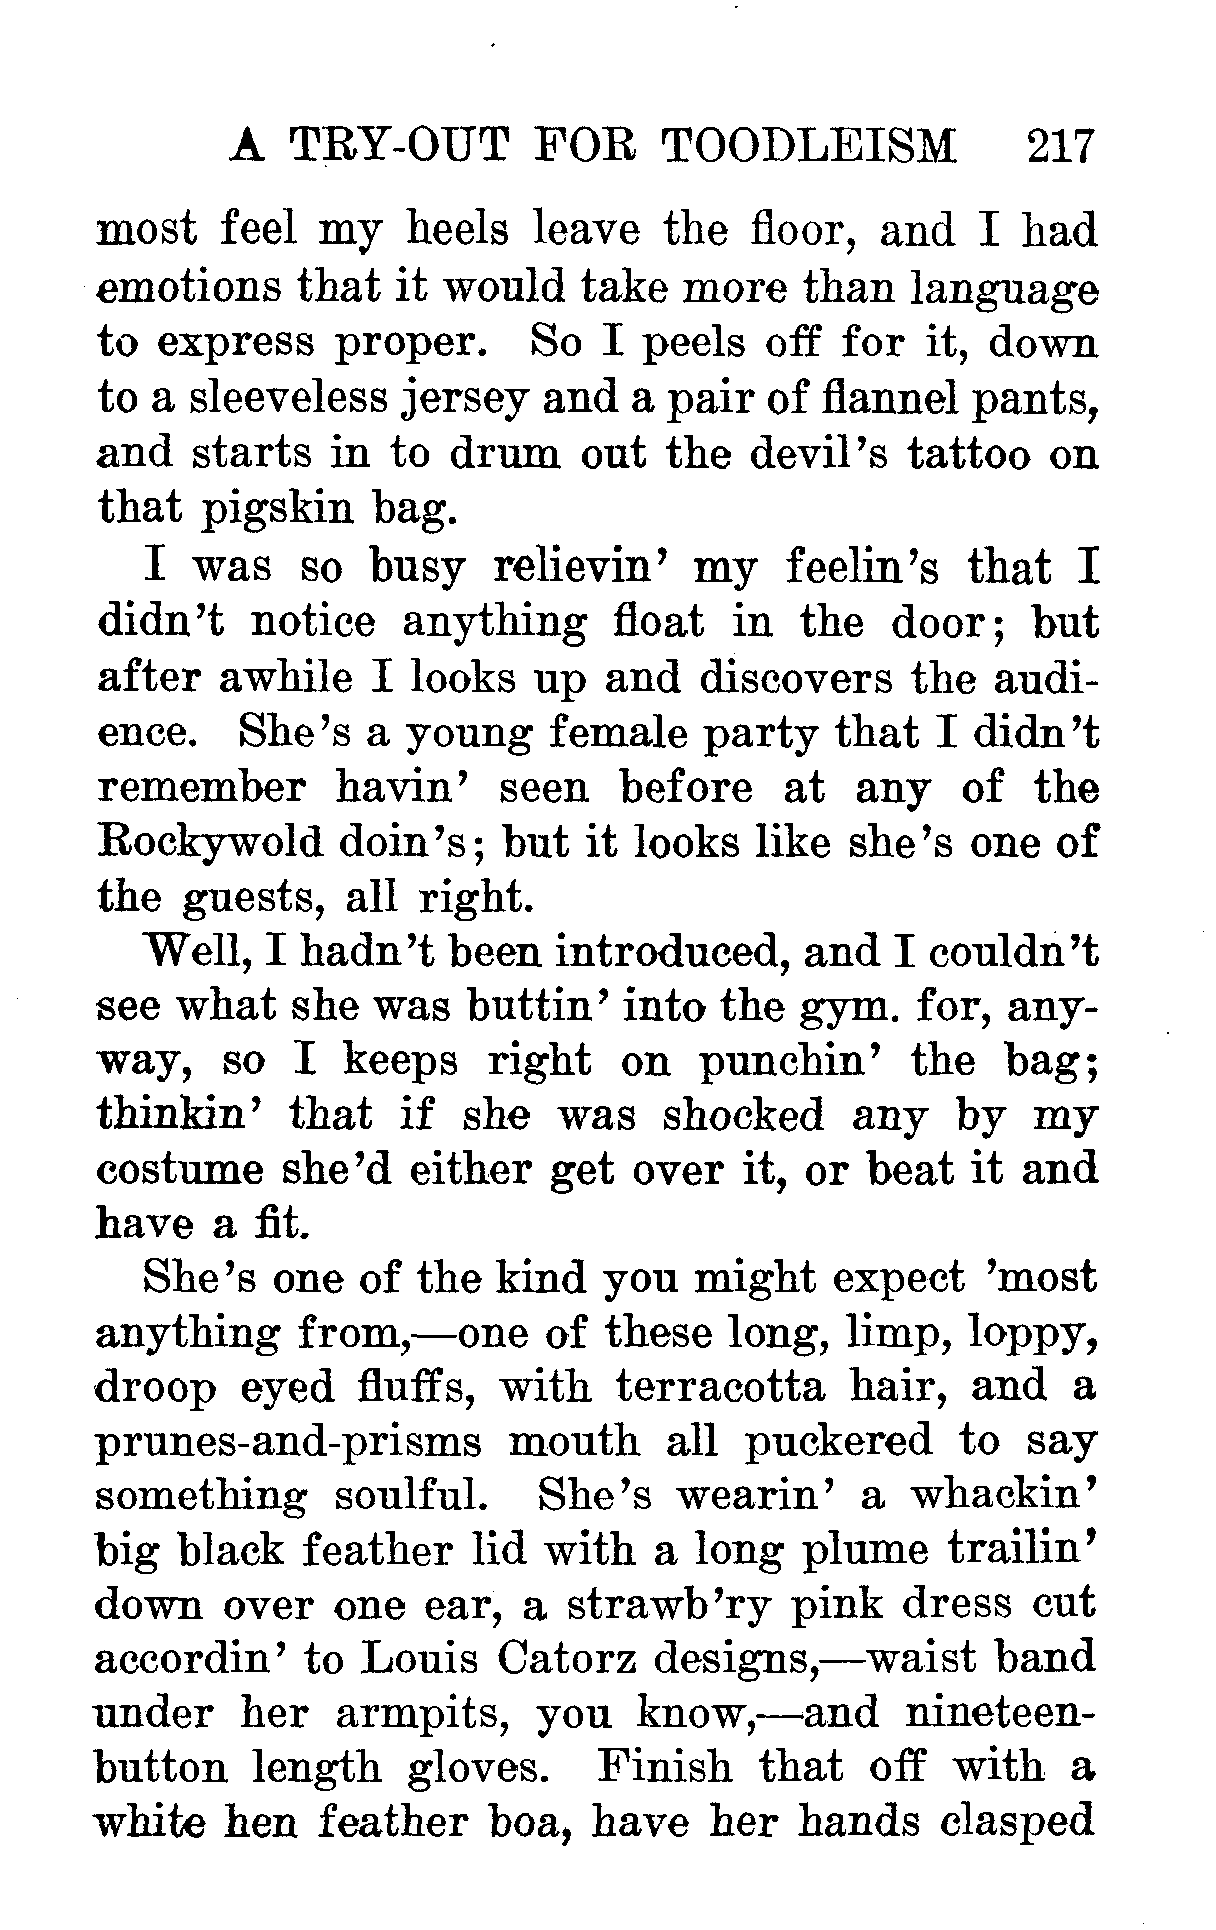 A TRY-OUT FOR TOODLEISM 217
most feel my heels leave the floor, and I had
emotions that it would take more than language
to express proper. So I peels off for it, down
to a sleeveless jersey and a pair of flannel pants,
and starts in to drum out the devil's tattoo on
that pigskin bag.
I was so busy relievin' my feelin's that I
didn't notice anything float in the door; but
after awhile I looks up and discovers the audi-
ence. She's a young female party that I didn't
remember havin' seen before at any of the
Rockywold doin's; but it looks like she's one of
the guests, all right.
Well, I hadn't been introduced, and I couldn't
see what she was buttin' into the gym. for, any-
way, so I keeps right on punchin' the bag;
thinkin' that if she was shocked any by my
costume she'd either get over it, or beat it and
have a fit.
She's one of the kind you might expect 'most
anything from,—one of these long, limp, loppy,
droop eyed fluffs, with terracotta hair, and a
prunes-and-prisms mouth all puckered to say
something soulful. She's wearin' a whackin'
big black feather lid with a long plume trailin'
down over one ear, a strawb'ry pink dress cut
accordin' to Louis Catorz designs,—waist band
under her armpits, you know,—and nineteen-
button length gloves. Finish that off with a
white hen feather boa, have her hands clasped